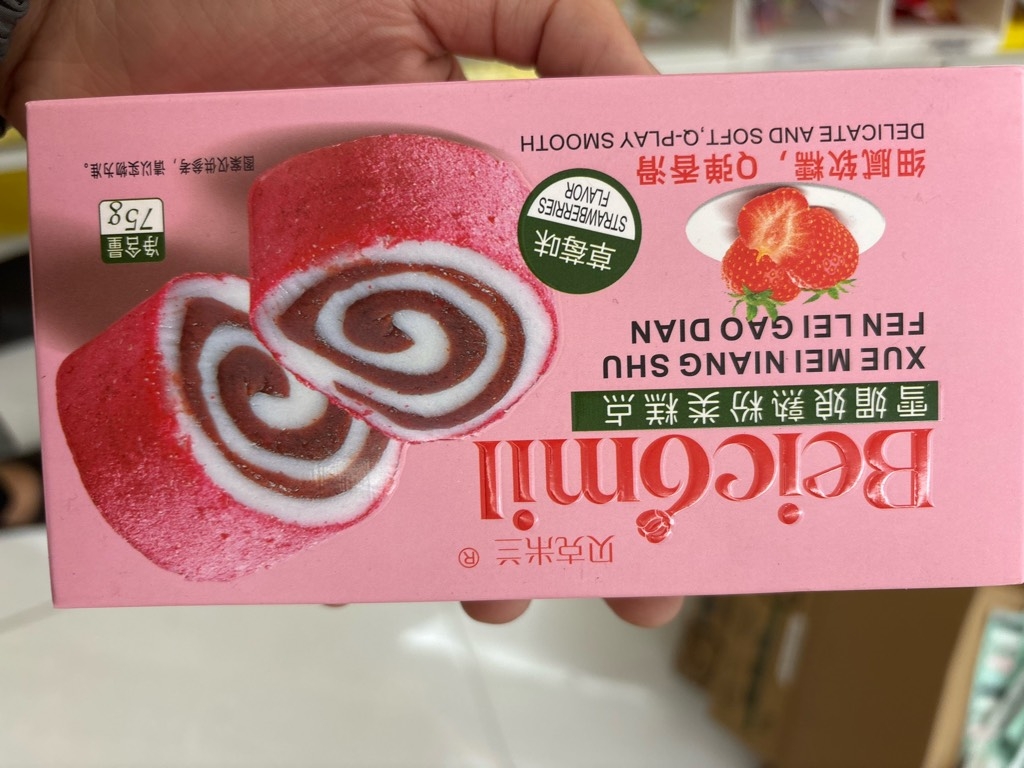 贝克米兰®
Beicomil
雪媚娘熟粉类糕点
XUE MEI NIANG SHU
FEN LEI GAO DIAN
草莓味
STRAWBERRIES
FLAVOR
细腻软糯，Q弹香滑
DELICATE AND SOFT,Q-PLAY SMOOTH
净含量
75g
图案仅供参考，请以实物为准。